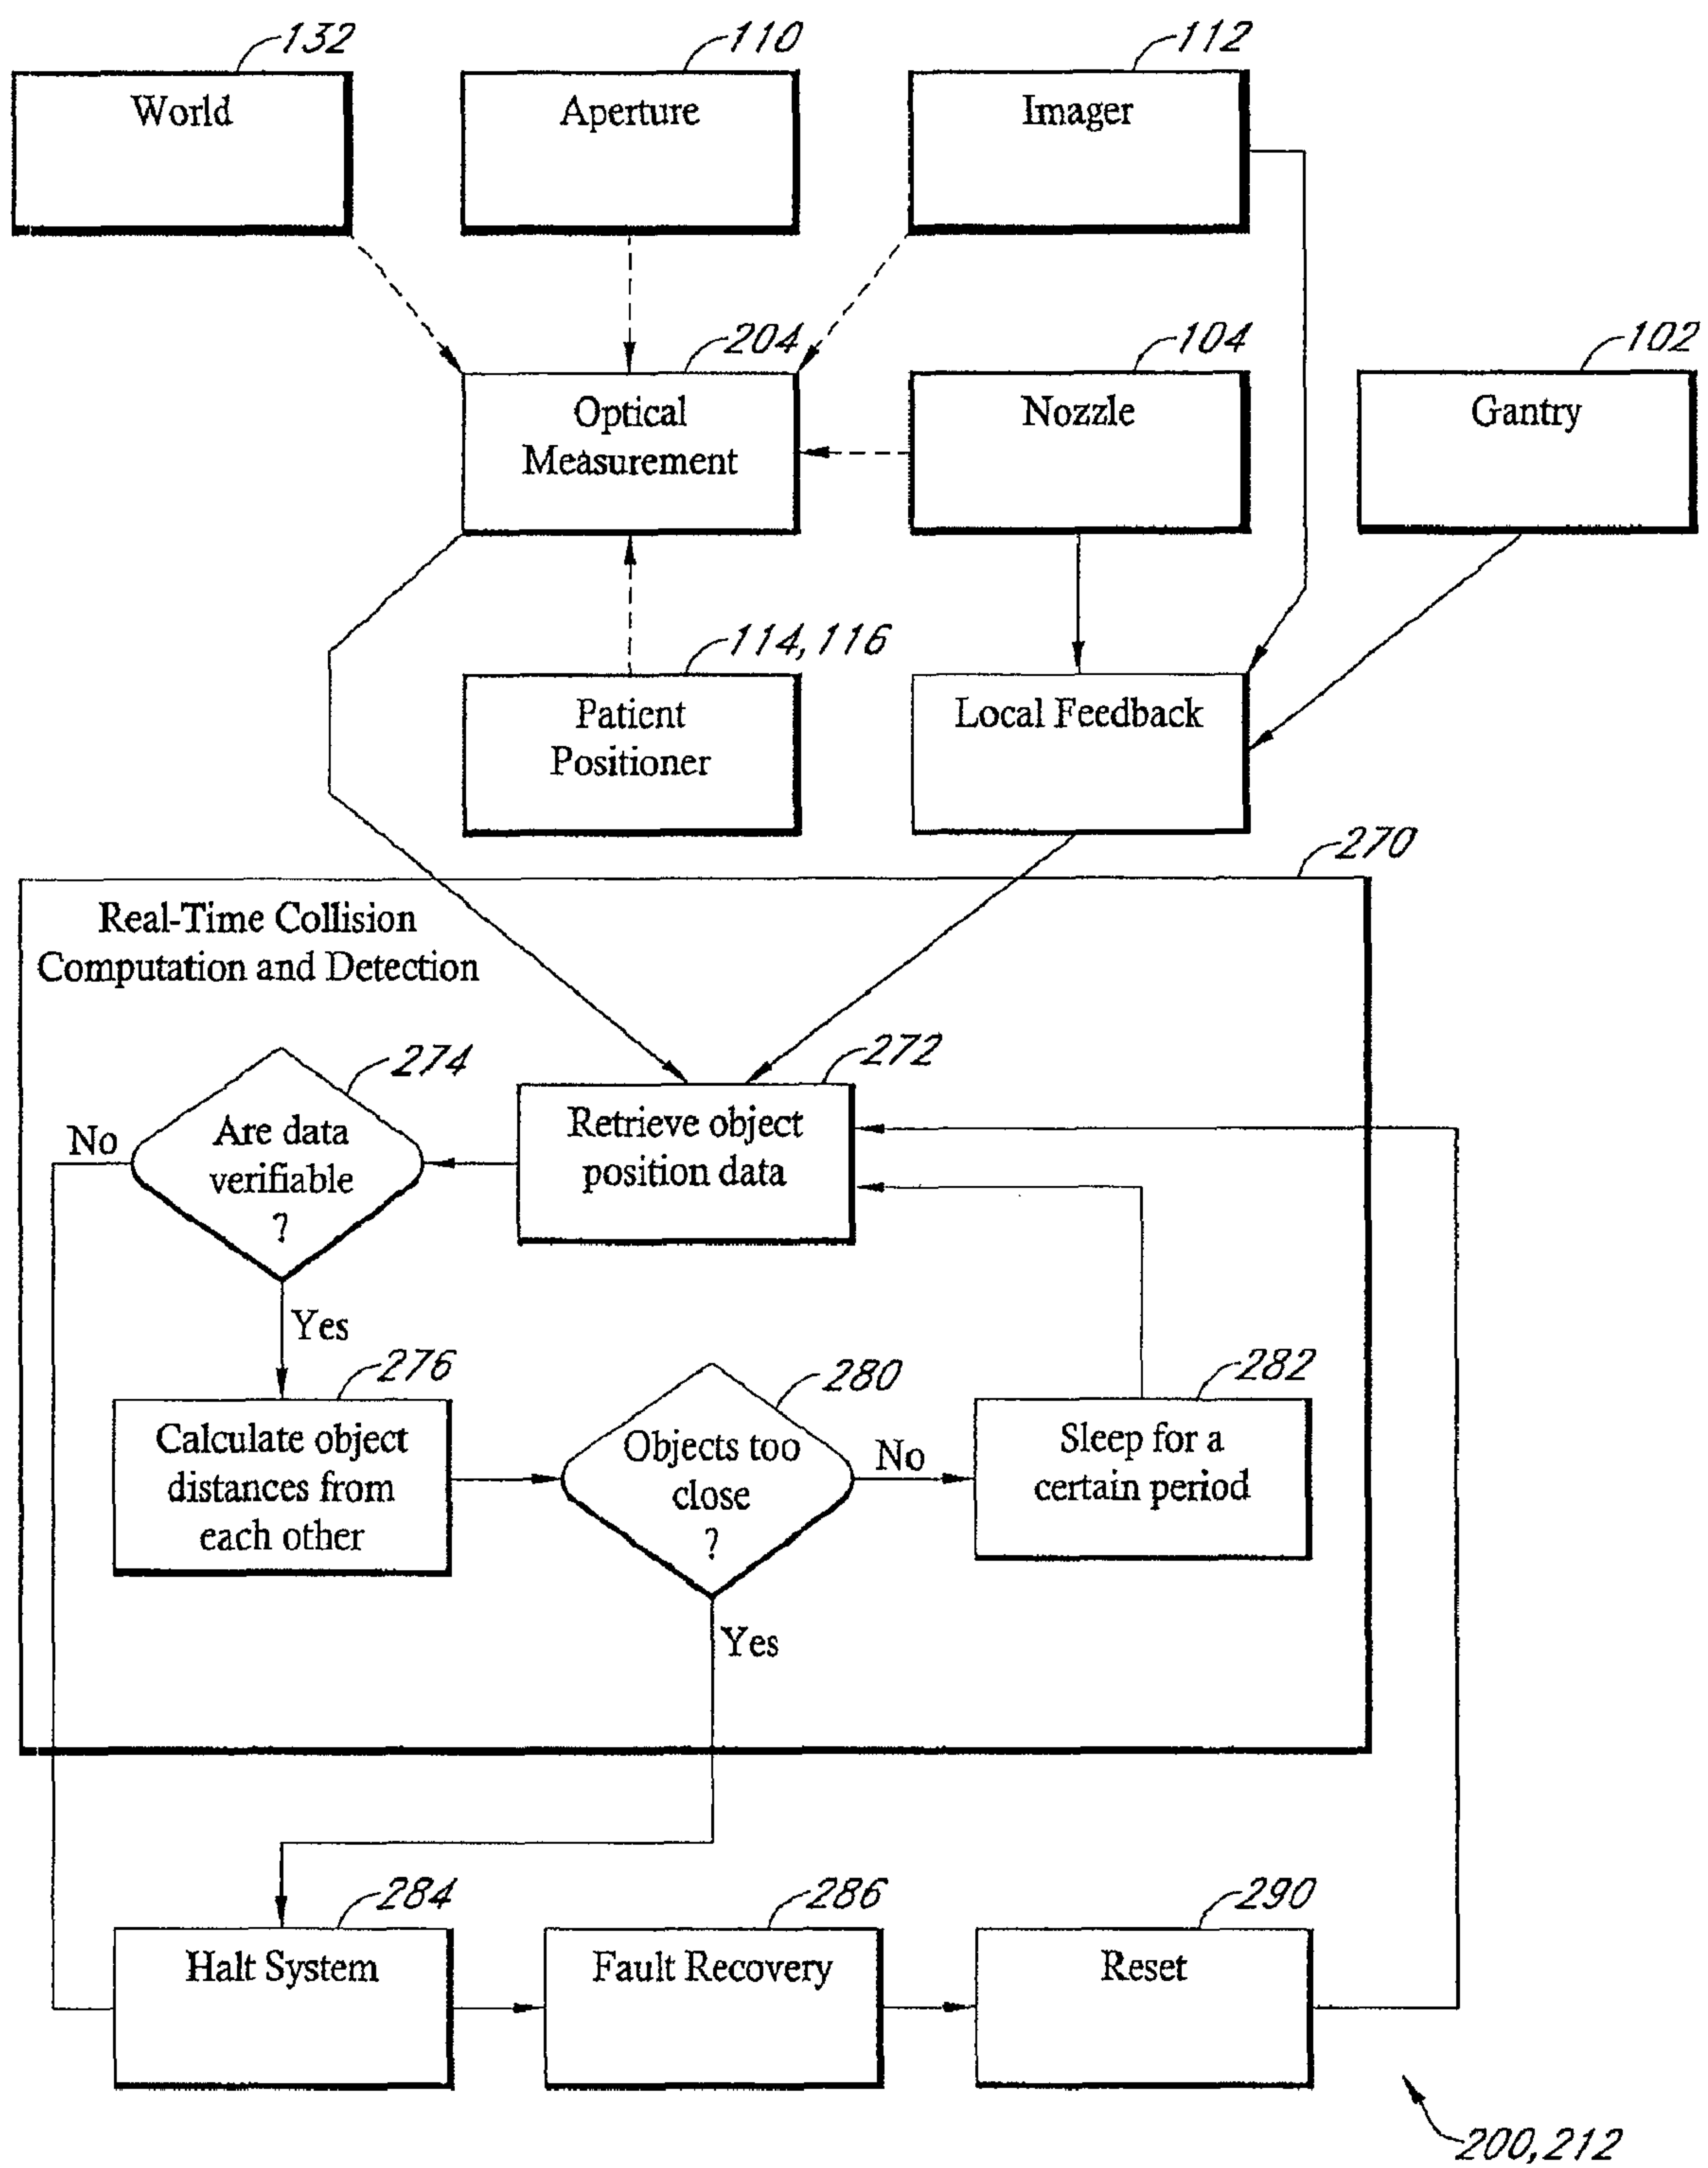 132
110
112
World
Aperture
Imager
204
104
102
Optical
Measurement
Nozzle
Gantry
114, 116
Patient
Positioner
Local Feedback
270
Real-Time Collision
Computation and Detection
274
272
No
Are data
verifiable
?
Retrieve object
position data
Yes
276
280
282
Calculate object
distances from
each other
Objects too
close
?
No
Sleep for a
certain period
Yes
284
286
290
Halt System
Fault Recovery
Reset
200, 212